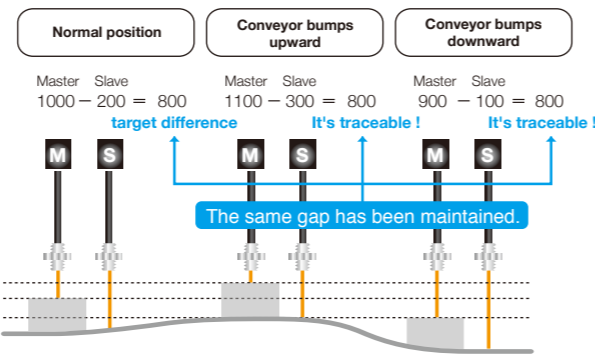 Normal position
Conveyor bumps
upward
Conveyor bumps
downward
Master Slave
1000 − 200 = 800
target difference
Master Slave
1100 − 300 = 800
It's traceable !
Master Slave
900 − 100 = 800
It's traceable !
M S
M S
M S
The same gap has been maintained.